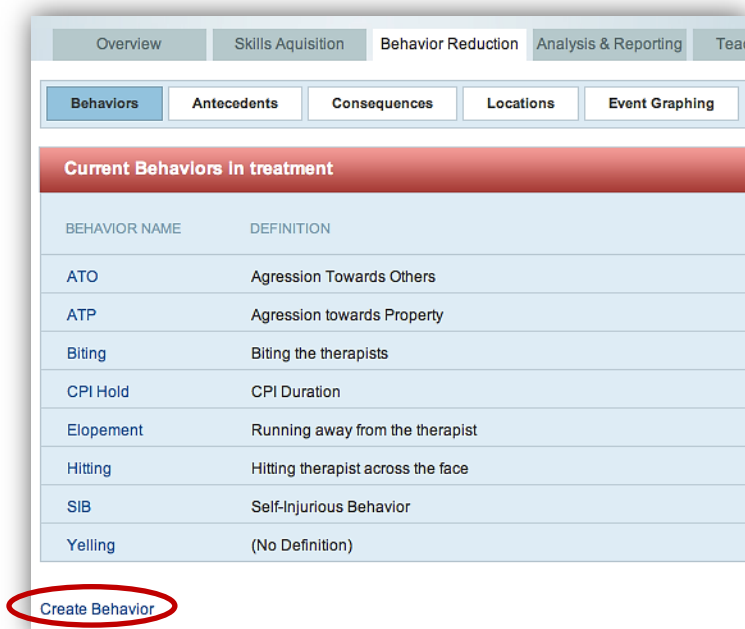 Overview Skills Aquisition Behavior Reduction Analysis & Reporting
Behaviors Antecedents Consequences Locations Event Graphing
Current Behaviors in treatment
BEHAVIOR NAME DEFINITION
ATO Agression Towards Others
ATP Agression towards Property
Biting Biting the therapists
CPI Hold CPI Duration
Elopement Running away from the therapist
Hitting Hitting therapist across the face
SIB Self-Injurious Behavior
Yelling (No Definition)
Create Behavior